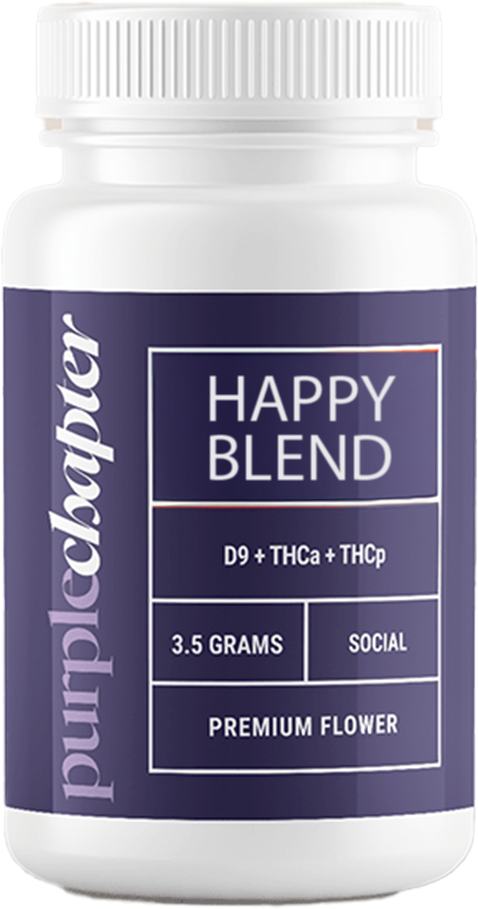 purplechapter
HAPPY
BLEND
D9 + THCa + THCp
3.5 GRAMS
SOCIAL
PREMIUM FLOWER